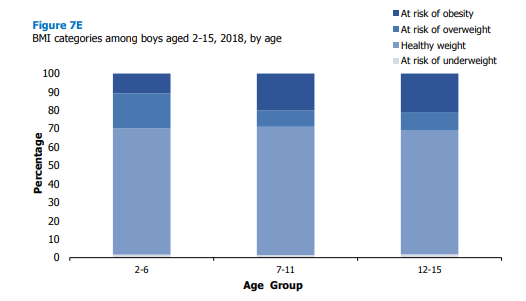 Figure 7E
BMI categories among boys aged 2-15, 2018, by age
At risk of obesity
At risk of overweight
Healthy weight
At risk of underweight
Percentage
100
90
80
70
60
50
40
30
20
10
0
2-6
7-11
12-15
Age Group